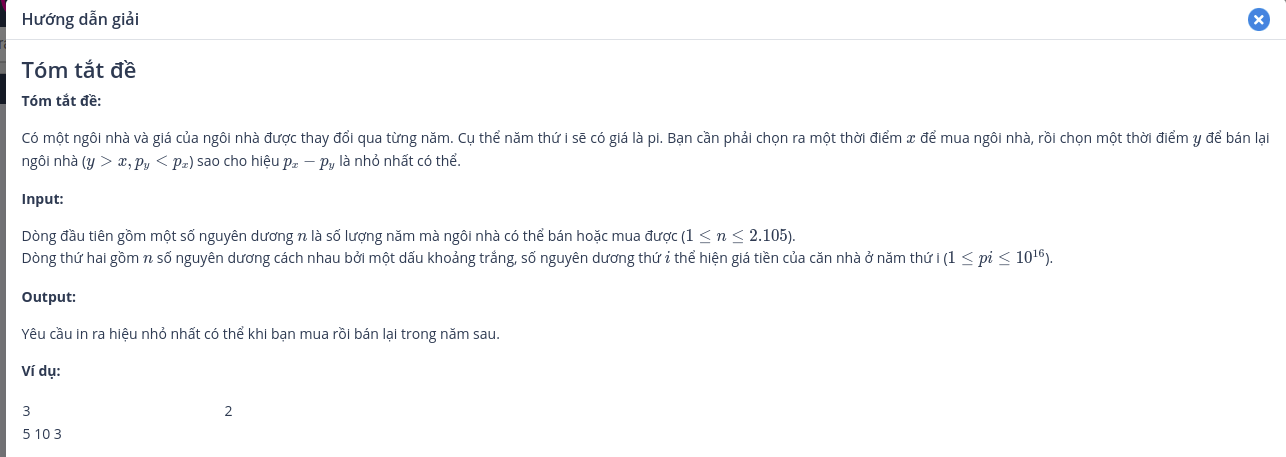 Hướng dẫn giải
Tóm tắt đề
Tóm tắt đề:
Có một ngôi nhà và giá của ngôi nhà được thay đổi qua từng năm. Cụ thể năm thứ i sẽ có giá là pi. Bạn cần phải chọn ra một thời điểm x để mua ngôi nhà, rồi chọn một thời điểm y để bán lại
ngôi nhà (y > x, p_y < p_x) sao cho hiệu p_x − p_y là nhỏ nhất có thể.
Input:
Dòng đầu tiên gồm một số nguyên dương n là số lượng năm mà ngôi nhà có thể bán hoặc mua được (1 ≤ n ≤ 2.105).
Dòng thứ hai gồm n số nguyên dương cách nhau bởi một dấu khoảng trắng, số nguyên dương thứ i thể hiện giá tiền của căn nhà ở năm thứ i (1 ≤ pi ≤ 10^16).
Output:
Yêu cầu in ra hiệu nhỏ nhất có thể khi bạn mua rồi bán lại trong năm sau.
Ví dụ:
3 2
5 10 3